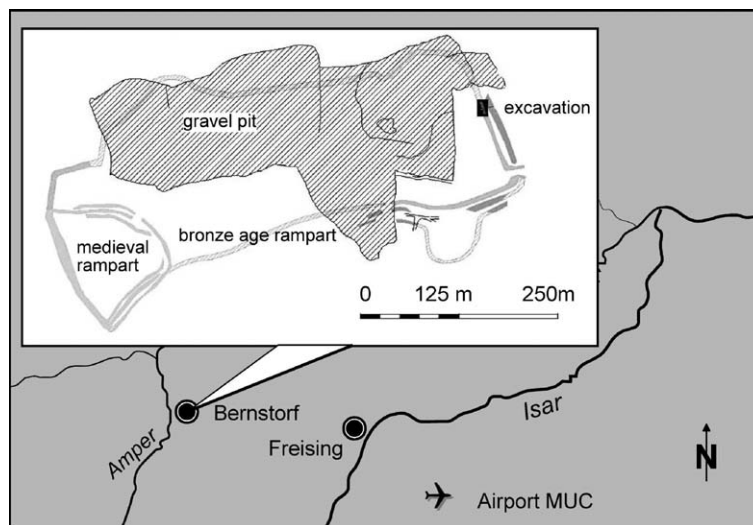 gravel pit
excavation
bronze age rampart
medieval
rampart
0 125 m 250m
Bernstorf
Amper
Freising
Isar
N
Airport MUC